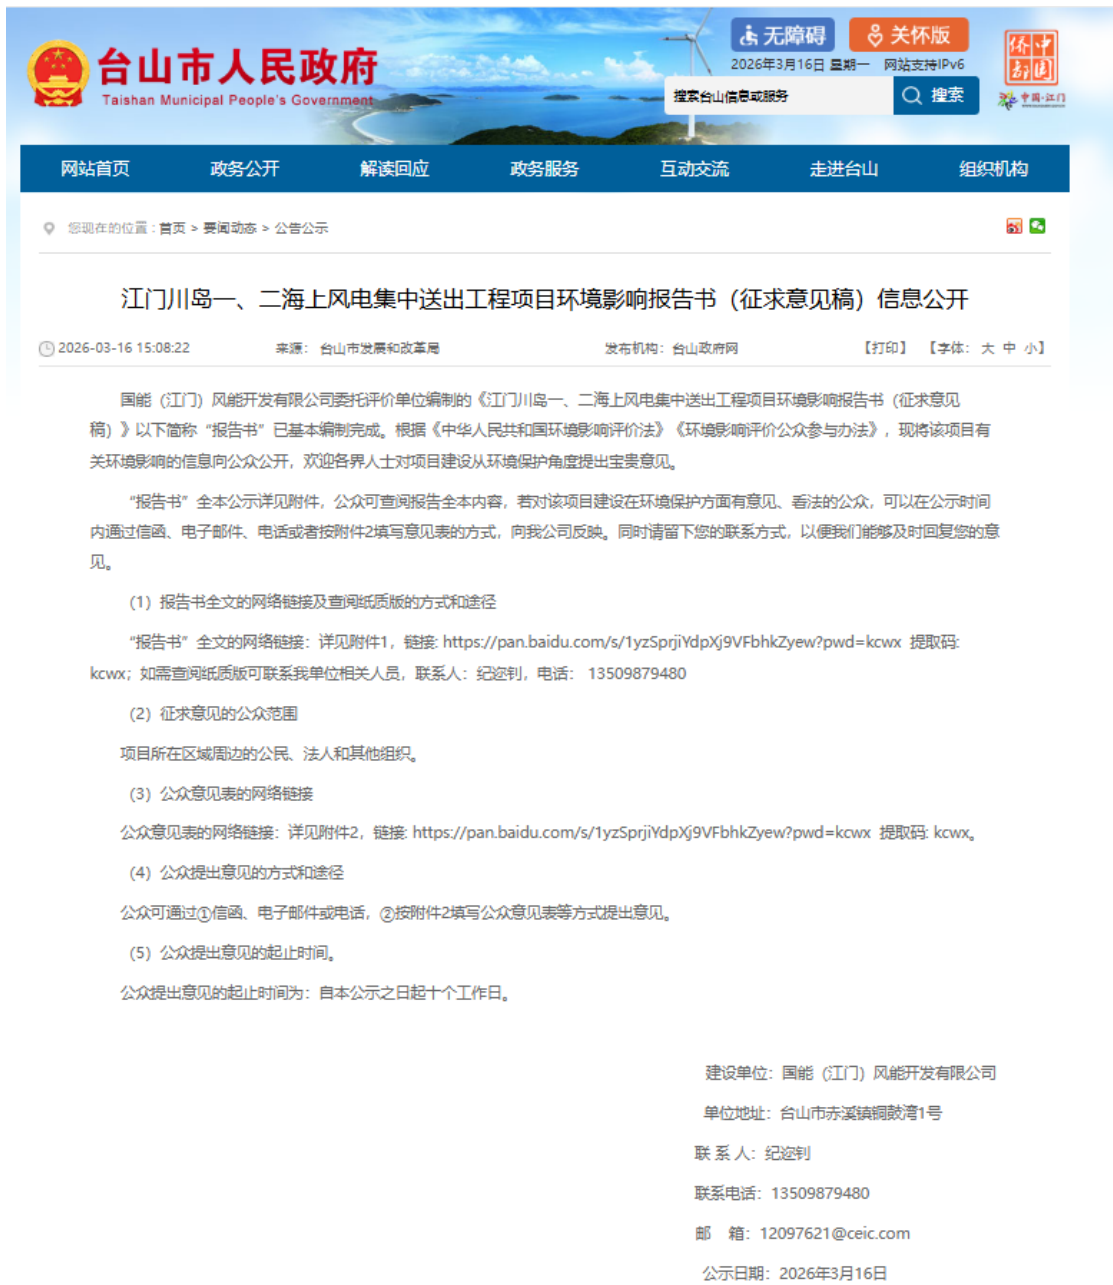 台山市人民政府
Taishan Municipal People's Government
无障碍
关怀版
2026年3月16日 星期一 网站支持IPv6
搜索台山信息或服务
搜索
中国
侨都
中国·江门
网站首页 政务公开 解读回应 政务服务 互动交流 走进台山 组织机构
您现在的位置：首页 > 要闻动态 > 公告公示
江门川岛一、二海上风电集中送出工程项目环境影响报告书（征求意见稿）信息公开
2026-03-16 15:08:22 来源： 台山市发展和改革局 发布机构：台山政府网 【打印】 【字体： 大 中 小】
国能（江门）风能开发有限公司委托评价单位编制的《江门川岛一、二海上风电集中送出工程项目环境影响报告书（征求意见
稿）》以下简称“报告书”已基本编制完成。根据《中华人民共和国环境影响评价法》《环境影响评价公众参与办法》，现将该项目有
关环境影响的信息向公众公开，欢迎各界人士对项目建设从环境保护角度提出宝贵意见。
“报告书”全本公示详见附件，公众可查阅报告全本内容，若对该项目建设在环境保护方面有意见、看法的公众，可以在公示时间
内通过信函、电子邮件、电话或者按附件2填写意见表的方式，向我公司反映。同时请留下您的联系方式，以便我们能够及时回复您的意
见。
（1）报告书全文的网络链接及查阅纸质版的方式和途径
“报告书”全文的网络链接：详见附件1，链接: https://pan.baidu.com/s/1yzSprjiYdpXj9VFbhkZyew?pwd=kcwx 提取码:
kcwx；如需查阅纸质版可联系我单位相关人员，联系人：纪迩钊，电话： 13509879480
（2）征求意见的公众范围
项目所在区域周边的公民、法人和其他组织。
（3）公众意见表的网络链接
公众意见表的网络链接：详见附件2，链接: https://pan.baidu.com/s/1yzSprjiYdpXj9VFbhkZyew?pwd=kcwx 提取码: kcwx。
（4）公众提出意见的方式和途径
公众可通过①信函、电子邮件或电话，②按附件2填写公众意见表等方式提出意见。
（5）公众提出意见的起止时间。
公众提出意见的起止时间为：自本公示之日起十个工作日。
建设单位：国能（江门）风能开发有限公司
单位地址：台山市赤溪镇铜鼓湾1号
联 系 人：纪迩钊
联系电话：13509879480
邮 箱：12097621@ceic.com
公示日期：2026年3月16日